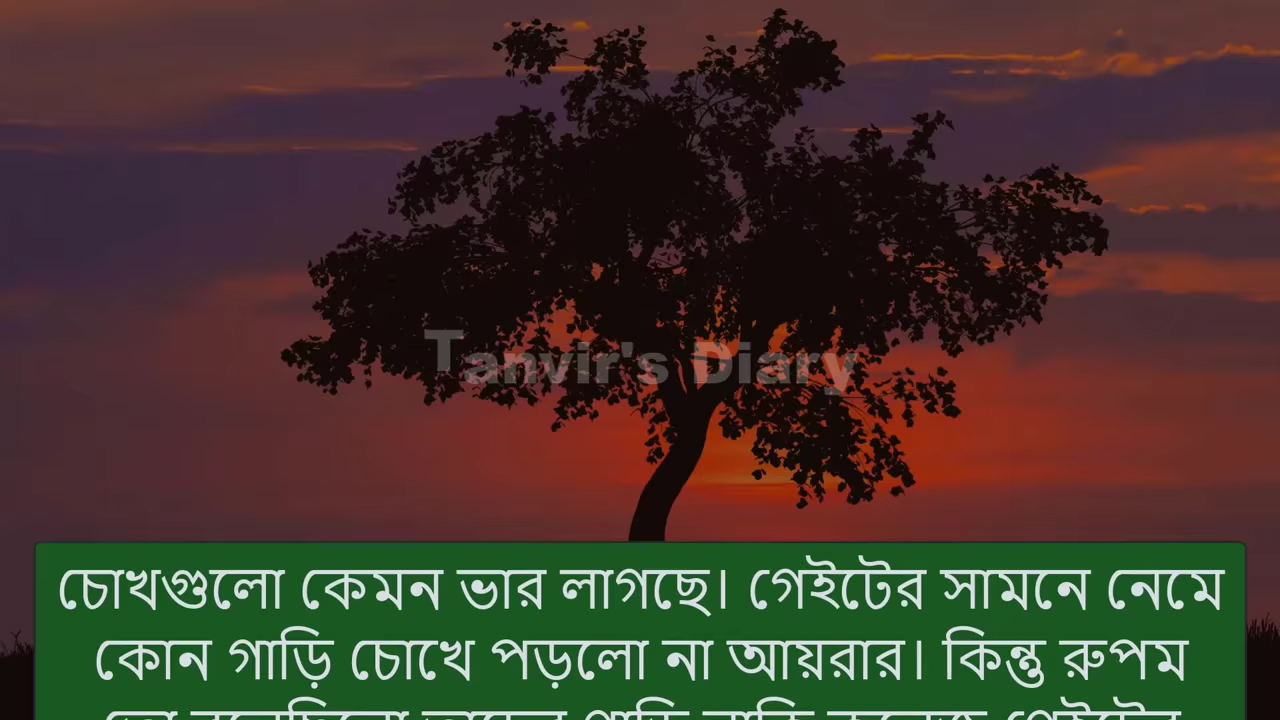 Tanvir's Diary
চোখগুলো কেমন ভার লাগছে। গেইটের সামনে নেমে
কোন গাড়ি চোখে পড়লো না আয়রার। কিন্তু রুপম